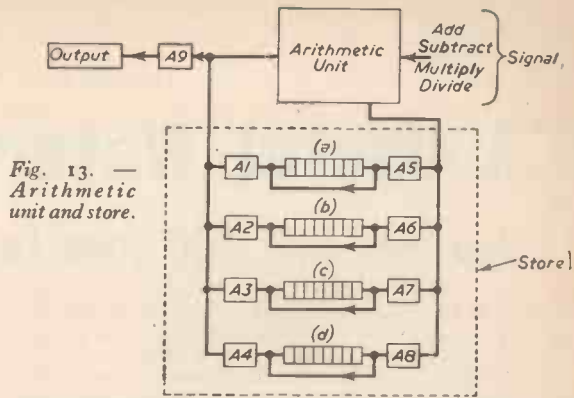 Output
A9
Arithmetic
Unit
Add
Subtract
Multiply
Divide
Signal,
Fig. 13. —
Arithmetic
unit and store.
(a)
A1
A5
(b)
A2
A6
(c)
A3
A7
(d)
A4
A8
Store